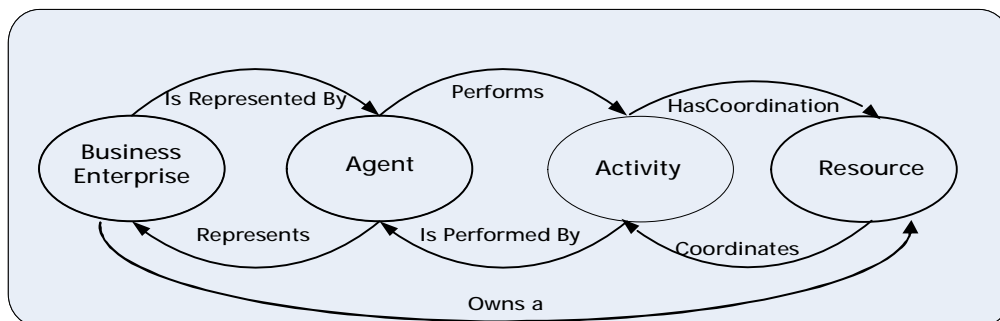 Is Represented By
Performs
HasCoordination
Business
Enterprise
Agent
Activity
Resource
Represents
Is Performed By
Coordinates
Owns a